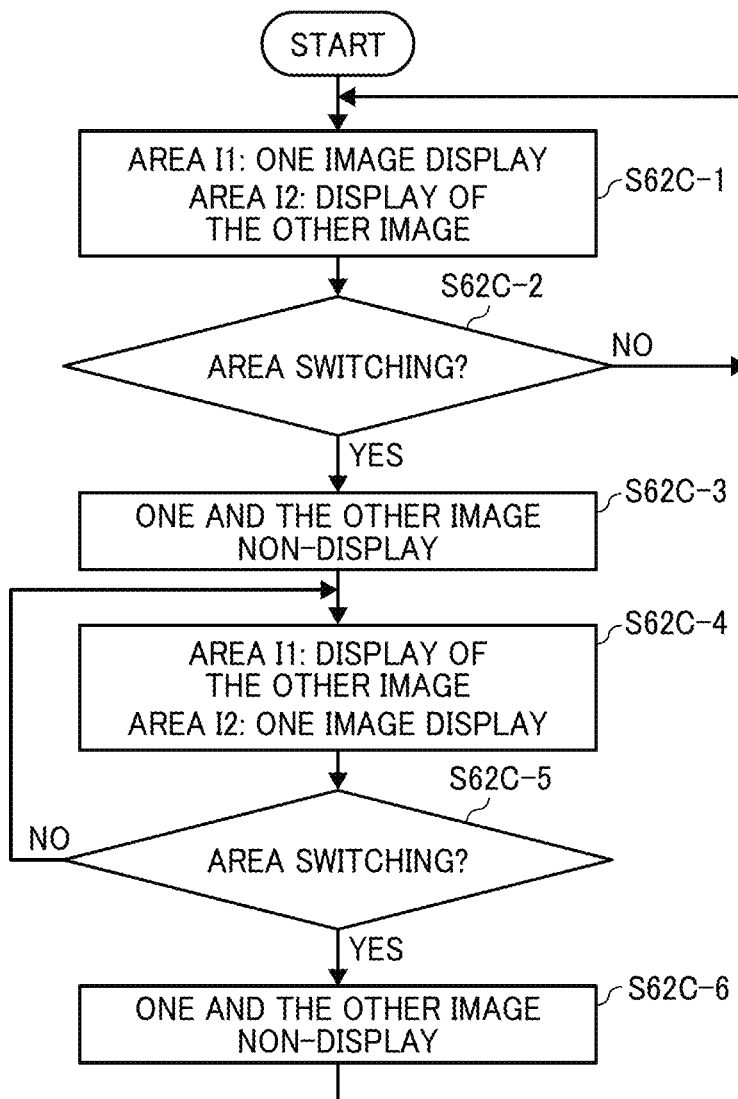 START
AREA I1: ONE IMAGE DISPLAY
AREA I2: DISPLAY OF
THE OTHER IMAGE
S62C-1
S62C-2
AREA SWITCHING?
NO
YES
S62C-3
ONE AND THE OTHER IMAGE
NON-DISPLAY
S62C-4
AREA I1: DISPLAY OF
THE OTHER IMAGE
AREA I2: ONE IMAGE DISPLAY
S62C-5
NO
AREA SWITCHING?
YES
S62C-6
ONE AND THE OTHER IMAGE
NON-DISPLAY